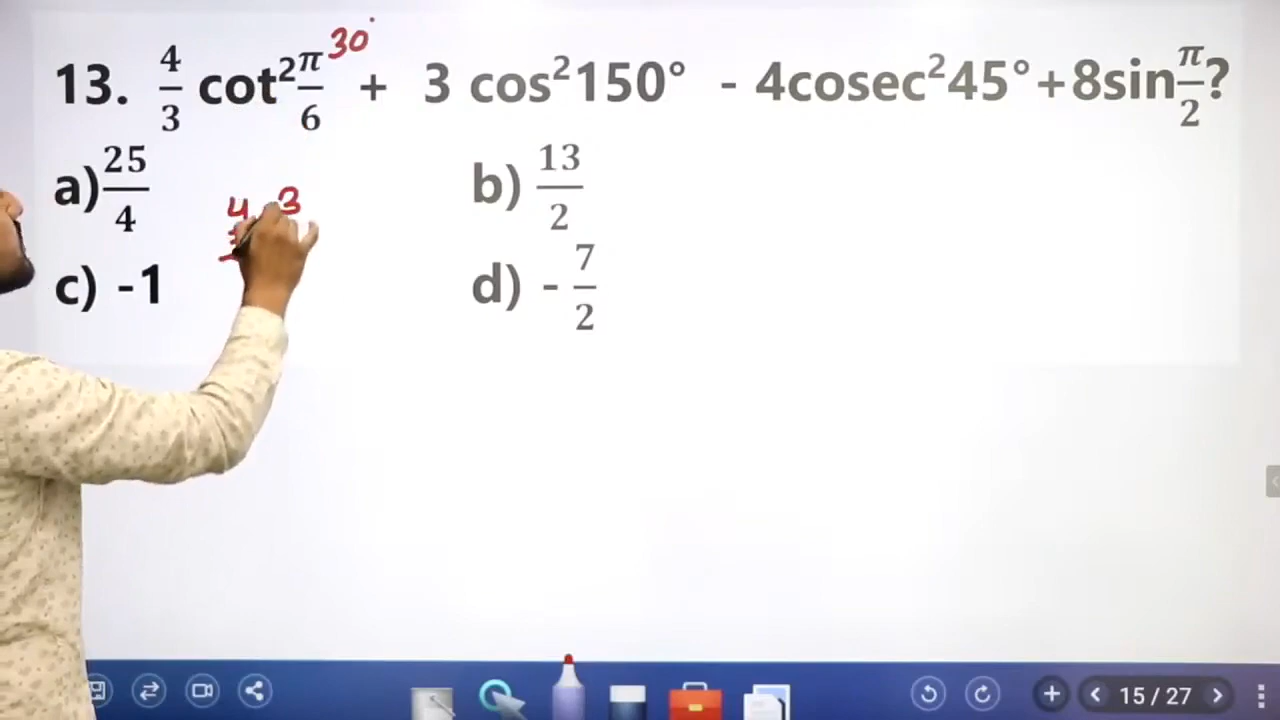 13. 4/3 cot²π/6 + 3 cos²150° - 4cosec²45°+8sinπ/2?
30°
a) 25/4
b) 13/2
4 3
c) -1
d) -7/2
15 / 27